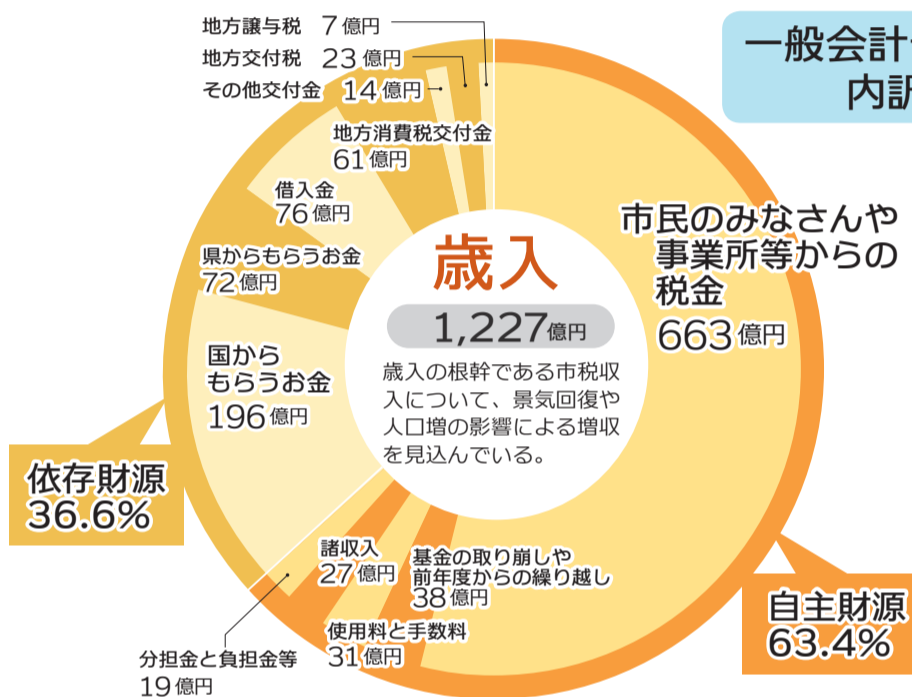 地方譲与税 7億円
地方交付税 23億円
その他交付金 14億円
地方消費税交付金
61億円
借入金
76億円
県からもらうお金
72億円
国から
もらうお金
196億円
依存財源
36.6%
一般会計
内訳
市民のみなさんや
事業所等からの
税金
663億円
歳入
1,227億円
歳入の根幹である市税収
入について、景気回復や
人口増の影響による増収
を見込んでいる。
諸収入
27億円
基金の取り崩しや
前年度からの繰り越し
38億円
使用料と手数料
31億円
分担金と負担金等
19億円
自主財源
63.4%